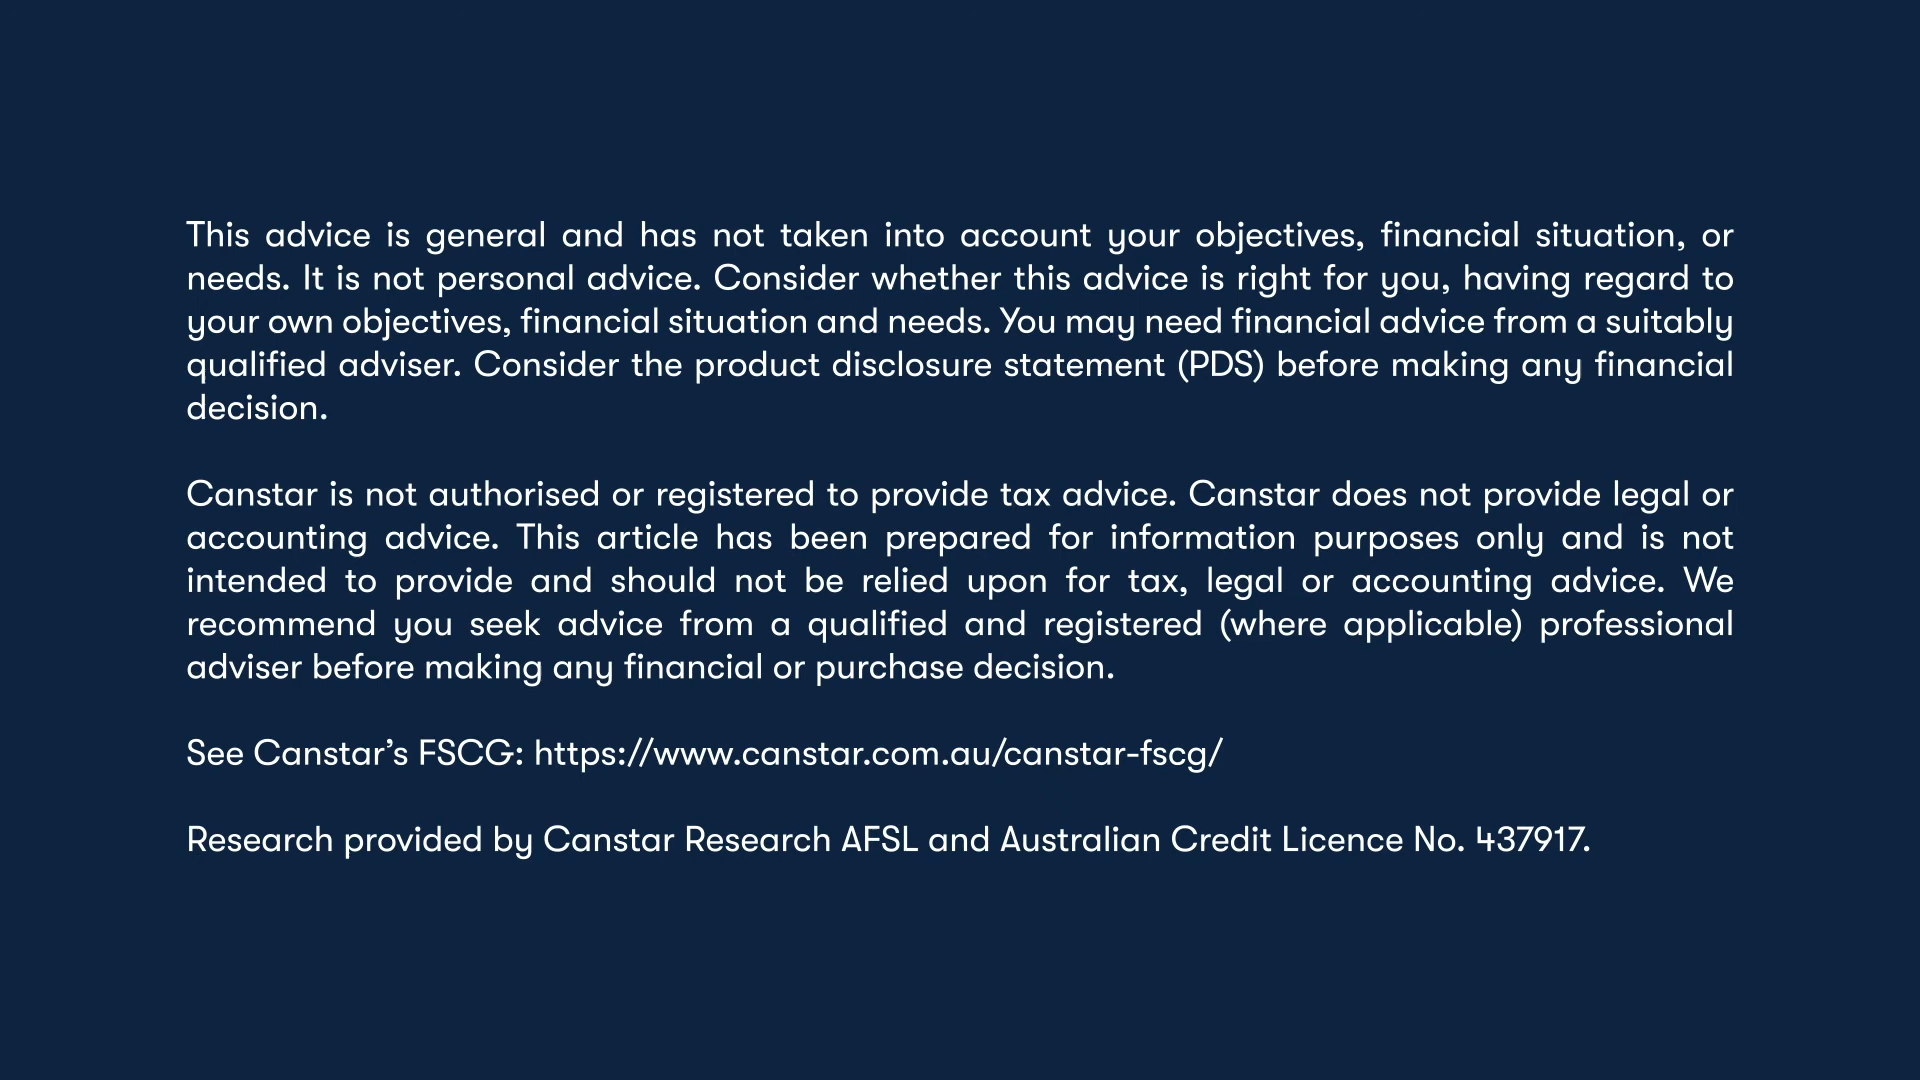 This advice is general and has not taken into account your objectives, financial situation, or
needs. It is not personal advice. Consider whether this advice is right for you, having regard to
your own objectives, financial situation and needs. You may need financial advice from a suitably
qualified adviser. Consider the product disclosure statement (PDS) before making any financial
decision.
Canstar is not authorised or registered to provide tax advice. Canstar does not provide legal or
accounting advice. This article has been prepared for information purposes only and is not
intended to provide and should not be relied upon for tax, legal or accounting advice. We
recommend you seek advice from a qualified and registered (where applicable) professional
adviser before making any financial or purchase decision.
See Canstar’s FSCG: https://www.canstar.com.au/canstar-fscg/
Research provided by Canstar Research AFSL and Australian Credit Licence No. 437917.